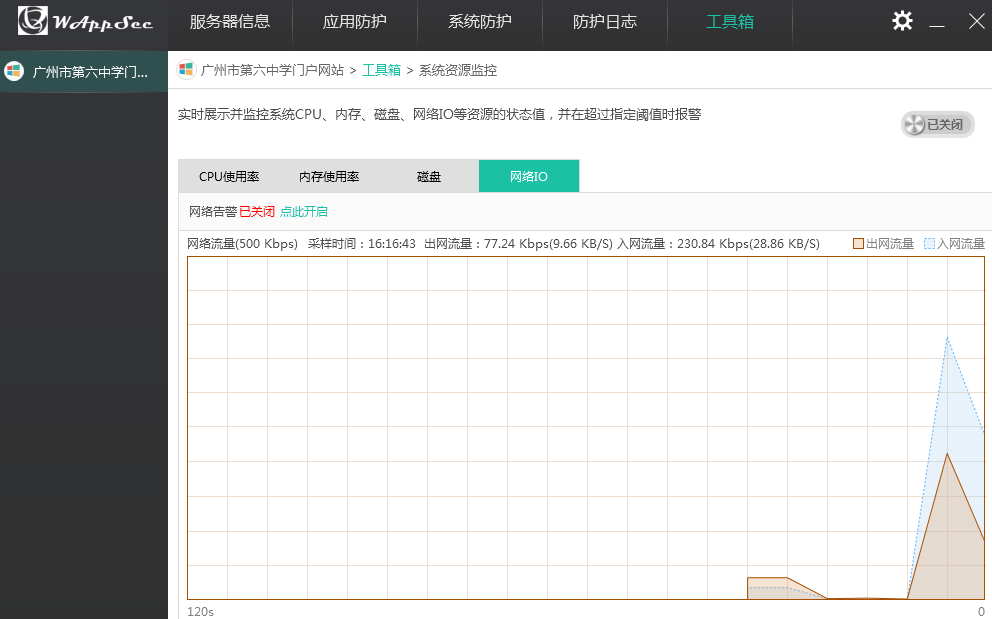 WAppSec 服务器信息 应用防护 系统防护 防护日志 工具箱
广州市第六中学门...
广州市第六中学门户网站 > 工具箱 > 系统资源监控
实时展示并监控系统CPU、内存、磁盘、网络IO等资源的状态值，并在超过指定阈值时报警
已关闭
CPU使用率 内存使用率 磁盘 网络IO
网络告警已关闭 点此开启
网络流量(500 Kbps) 采样时间：16:16:43 出网流量：77.24 Kbps(9.66 KB/S) 入网流量：230.84 Kbps(28.86 KB/S) 出网流量 入网流量
120s 0